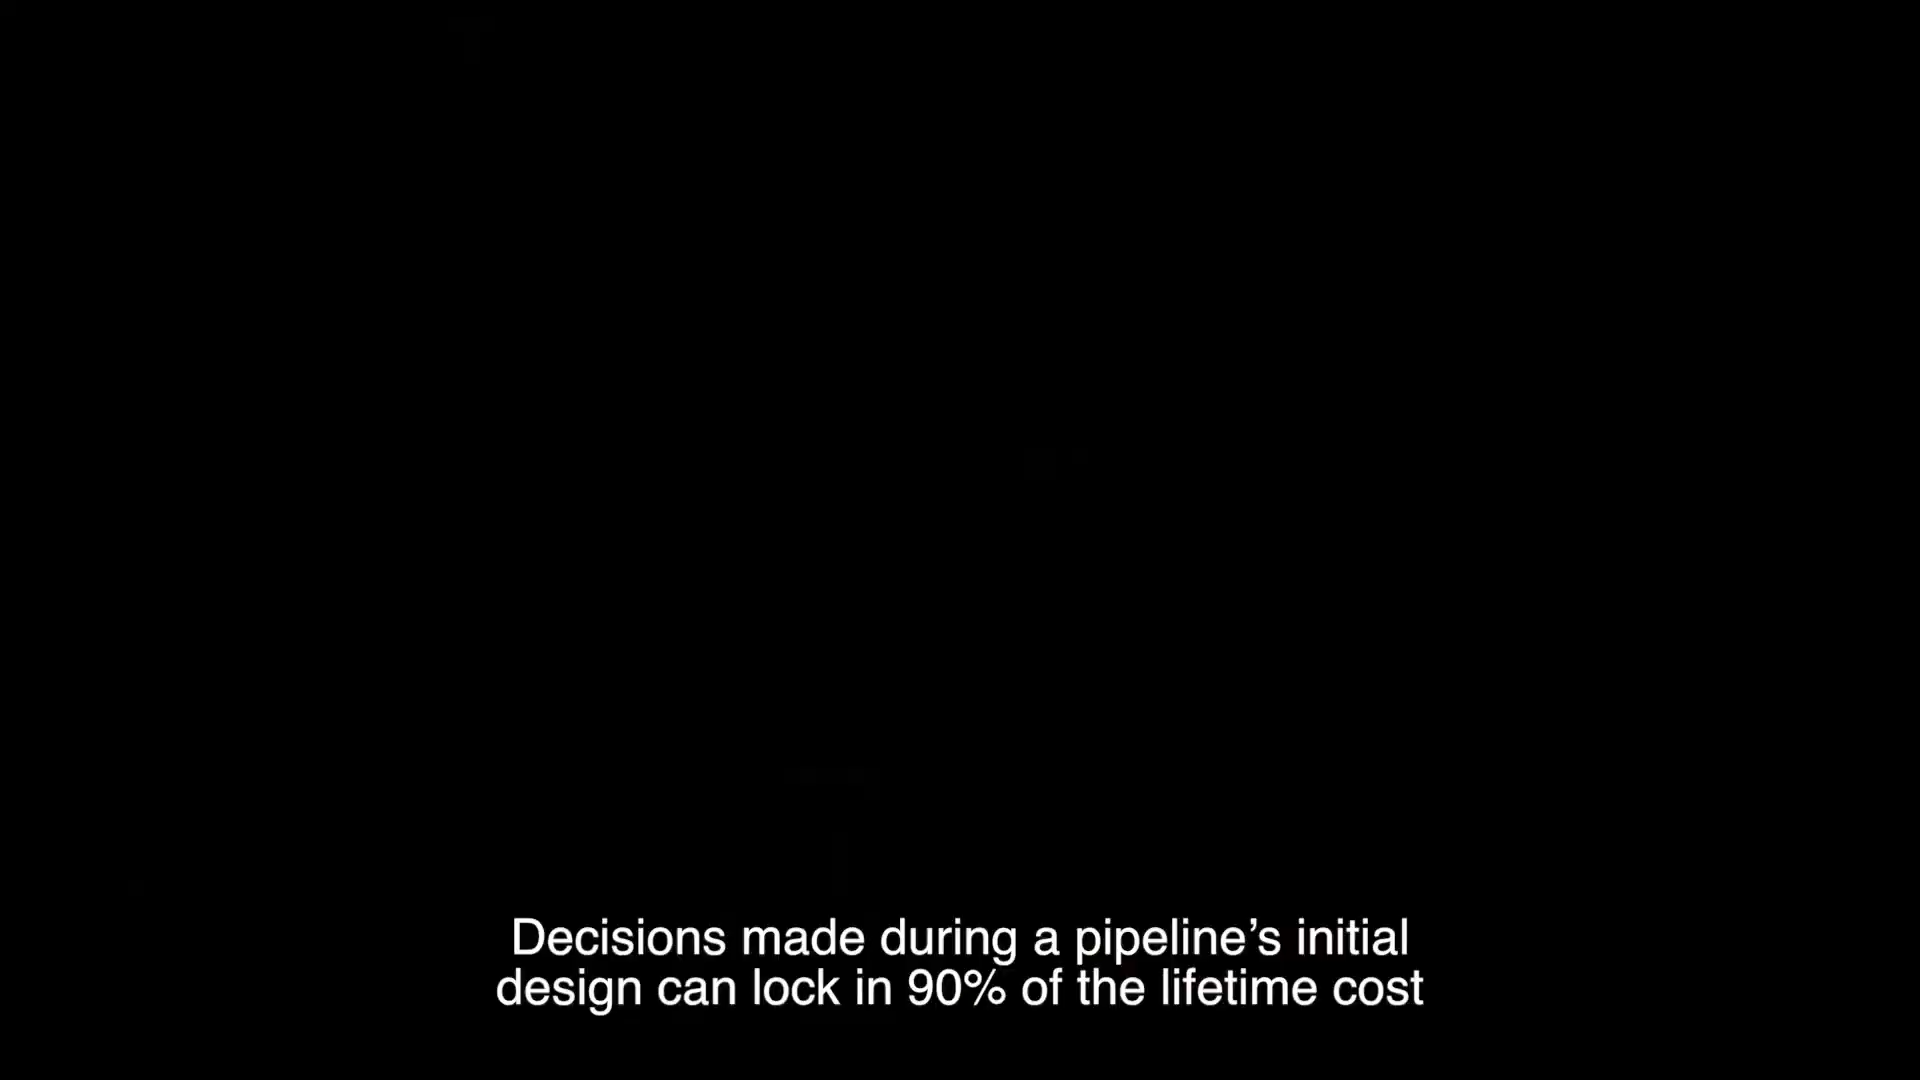 Decisions made during a pipeline’s initial
design can lock in 90% of the lifetime cost